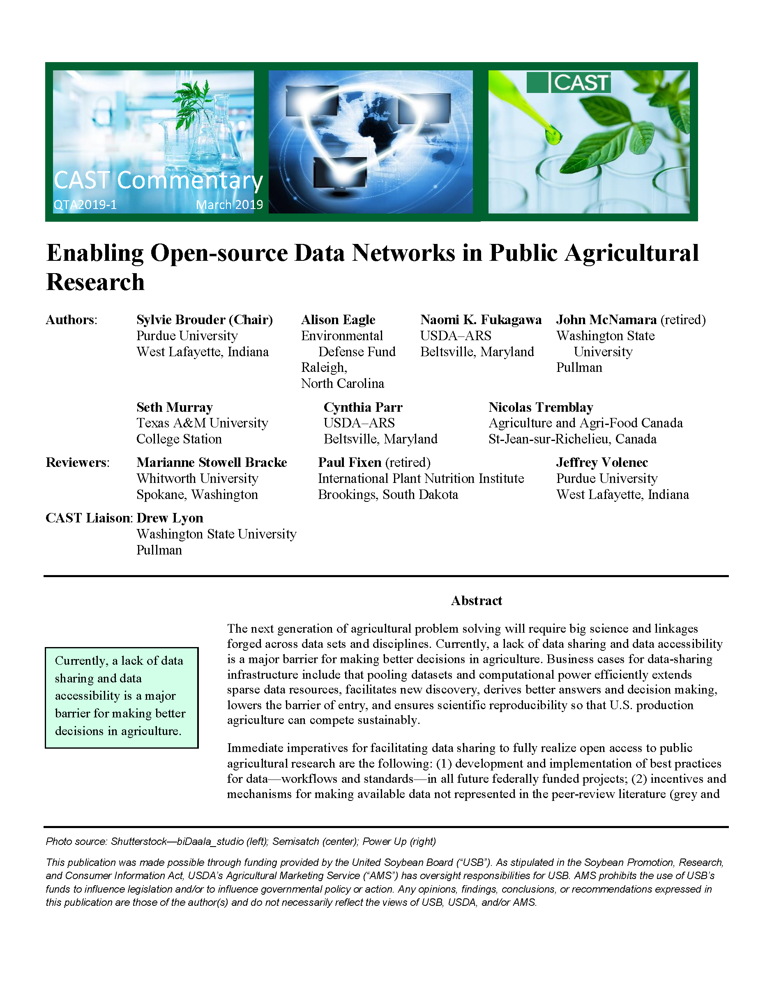 CAST
CAST Commentary
QTA2019-1 March 2019
Enabling Open-source Data Networks in Public Agricultural
Research
Authors: Sylvie Brouder (Chair) Alison Eagle Naomi K. Fukagawa John McNamara (retired)
Purdue University Environmental USDA–ARS Washington State
West Lafayette, Indiana Defense Fund Beltsville, Maryland University
Raleigh, Pullman
North Carolina
Seth Murray Cynthia Parr Nicolas Tremblay
Texas A&M University USDA–ARS Agriculture and Agri-Food Canada
College Station Beltsville, Maryland St-Jean-sur-Richelieu, Canada
Reviewers: Marianne Stowell Bracke Paul Fixen (retired) Jeffrey Volenec
Whitworth University International Plant Nutrition Institute Purdue University
Spokane, Washington Brookings, South Dakota West Lafayette, Indiana
CAST Liaison: Drew Lyon
Washington State University
Pullman
Abstract
The next generation of agricultural problem solving will require big science and linkages
forged across data sets and disciplines. Currently, a lack of data sharing and data accessibility
is a major barrier for making better decisions in agriculture. Business cases for data-sharing
infrastructure include that pooling datasets and computational power efficiently extends
sparse data resources, facilitates new discovery, derives better answers and decision making,
lowers the barrier of entry, and ensures scientific reproducibility so that U.S. production
agriculture can compete sustainably.
Currently, a lack of data
sharing and data
accessibility is a major
barrier for making better
decisions in agriculture.
Immediate imperatives for facilitating data sharing to fully realize open access to public
agricultural research are the following: (1) development and implementation of best practices
for data—workflows and standards—in all future federally funded projects; (2) incentives and
mechanisms for making available data not represented in the peer-review literature (grey and
Photo source: Shutterstock—biDaala_studio (left); Semisatch (center); Power Up (right)
This publication was made possible through funding provided by the United Soybean Board (“USB”). As stipulated in the Soybean Promotion, Research,
and Consumer Information Act, USDA’s Agricultural Marketing Service (“AMS”) has oversight responsibilities for USB. AMS prohibits the use of USB’s
funds to influence legislation and/or to influence governmental policy or action. Any opinions, findings, conclusions, or recommendations expressed in
this publication are those of the author(s) and do not necessarily reflect the views of USB, USDA, and/or AMS.